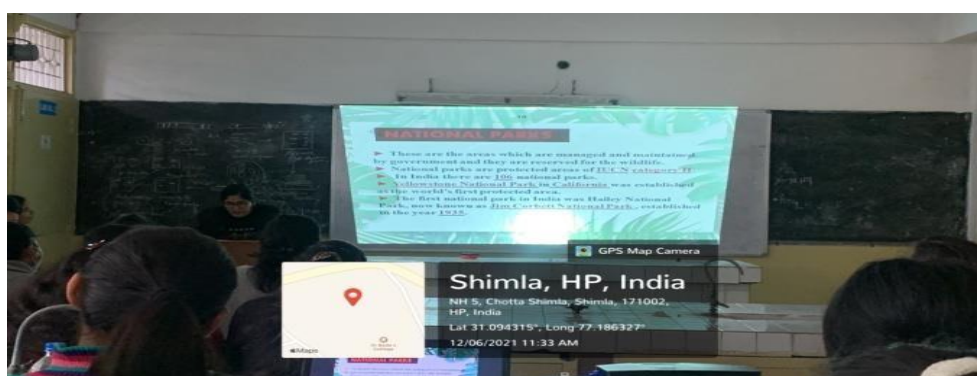 NATIONAL PARKS
➤ These are the areas which are managed and maintained
by government and they are reserved for the wildlife.
➤ National parks are protected areas of IUCN category II
➤ In India there are 106 national parks.
➤ Yellowstone National Park in California was established
as the world's first protected area.
➤ The first national park in India was Hailey National
Park, now known as Jim Corbett National Park, established
in the year 1935.
GPS Map Camera
Shimla, HP, India
NH 5, Chotta Shimla, Shimla, 171002,
HP, India
Lat 31.094315°, Long 77.186327°
12/06/2021 11:33 AM
Maps
NATIONAL PARKS